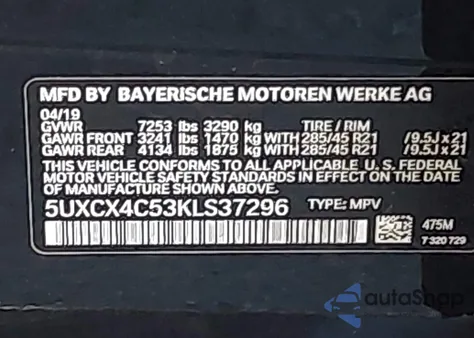 MFD BY BAYERISCHE MOTOREN WERKE AG
04/19
GVWR 7253 lbs 3290 kg TIRE / RIM
GAWR FRONT 3241 lbs 1470 kg WITH 285/45 R21 /9.5J x 21
GAWR REAR 4134 lbs 1875 kg WITH 285/45 R21 /9.5J x 21
THIS VEHICLE CONFORMS TO ALL APPLICABLE U. S. FEDERAL
MOTOR VEHICLE SAFETY STANDARDS IN EFFECT ON THE
DATE OF MANUFACTURE SHOWN ABOVE.
5UXCX4C53KLS37296 TYPE: MPV
475M
T 320 729
autoShop